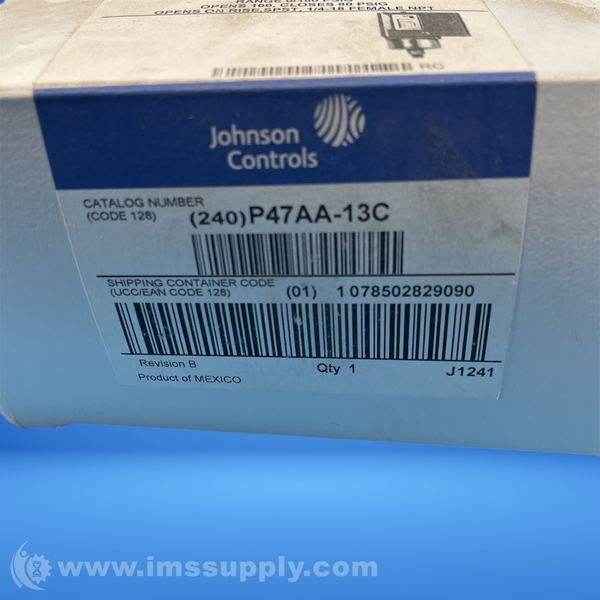 OPENS 100, CLOSES 80 PSIG
OPENS ON RISE,SPST, 1/4-18 FEMALE NPT
RC
Johnson
Controls
CATALOG NUMBER
(CODE 128)
(240)P47AA-13C
SHIPPING CONTAINER CODE
(UCC/EAN CODE 128)
(01) 1 078502829090
Revision B
Qty 1
J1241
Product of MEXICO
www.imssupply.com